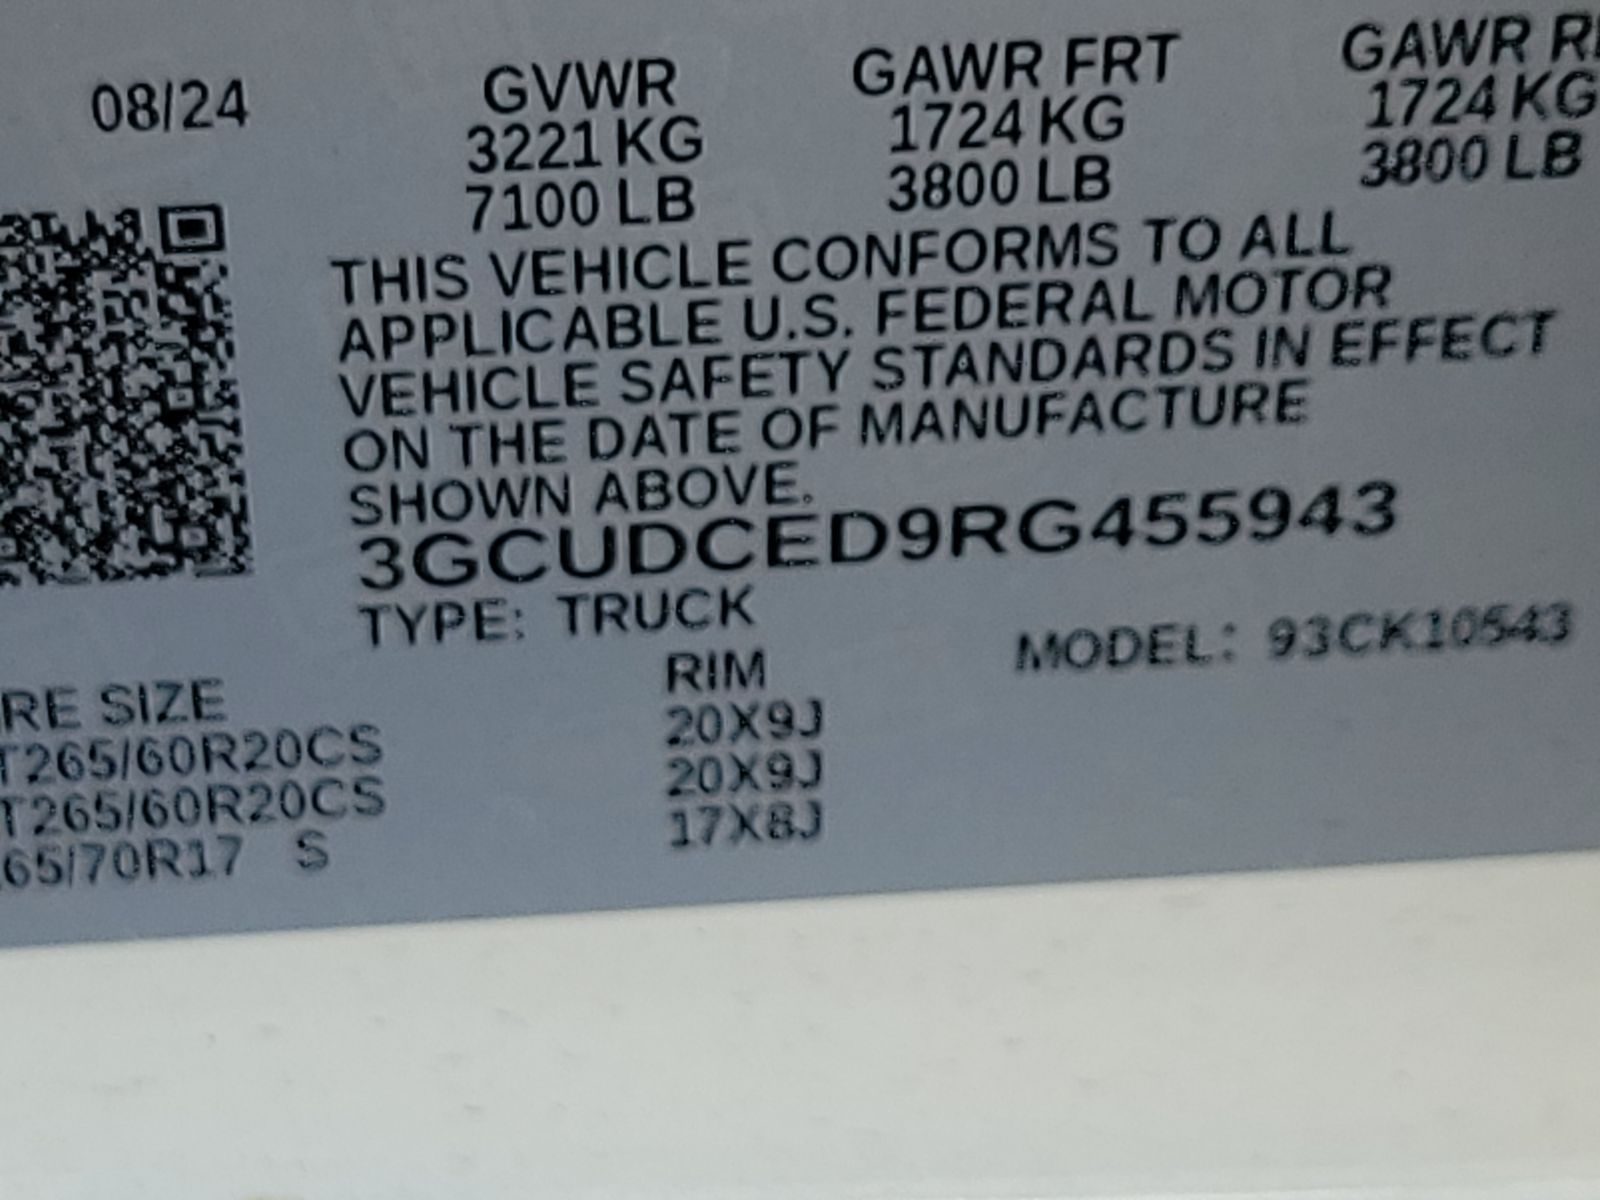 08/24 GVWR GAWR FRT GAWR R
3221 KG 1724 KG 1724 KG
7100 LB 3800 LB 3800 LB
THIS VEHICLE CONFORMS TO ALL
APPLICABLE U.S. FEDERAL MOTOR
VEHICLE SAFETY STANDARDS IN EFFECT
ON THE DATE OF MANUFACTURE
SHOWN ABOVE.
3GCUDCED9RG455943
TYPE: TRUCK MODEL: 93CK10543
RE SIZE RIM
T265/60R20CS 20X9J
T265/60R20CS 20X9J
65/70R17 S 17X8J